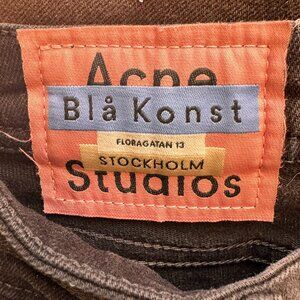 Acne
Blå Konst
FLORAGATAN 13
STOCKHOLM
Studios